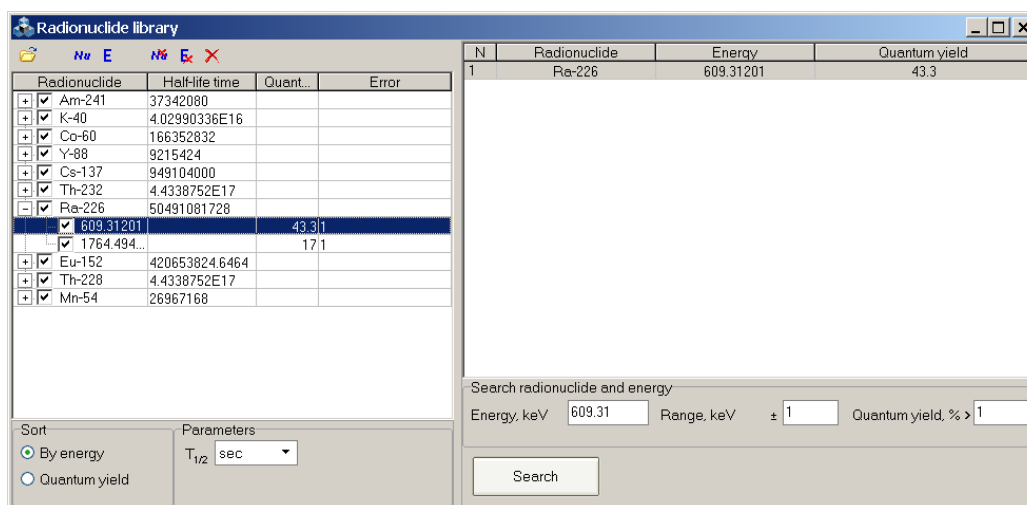 Radionuclide library
Nu E Nu E
Radionuclide Half-life time Quant... Error
Am-241 37342080
K-40 4.02990336E16
Co-60 166352832
Y-88 9215424
Cs-137 949104000
Th-232 4.4338752E17
Ra-226 50491081728
609.31201 43.3 1
1764.494... 17 1
Eu-152 420653824.6464
Th-228 4.4338752E17
Mn-54 26967168
Sort
By energy
Quantum yield
Parameters
T1/2 sec
N Radionuclide Energy Quantum yield
1 Ra-226 609.31201 43.3
Search radionuclide and energy
Energy, keV 609.31 Range, keV ± 1 Quantum yield, % > 1
Search